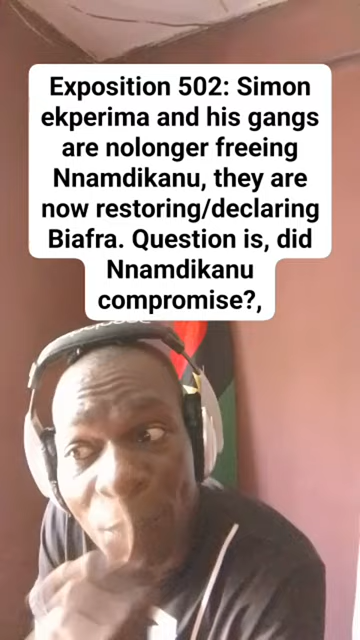 Exposition 502: Simon
ekperima and his gangs
are nolonger freeing
Nnamdikanu, they are
now restoring/declaring
Biafra. Question is, did
Nnamdikanu
compromise?,